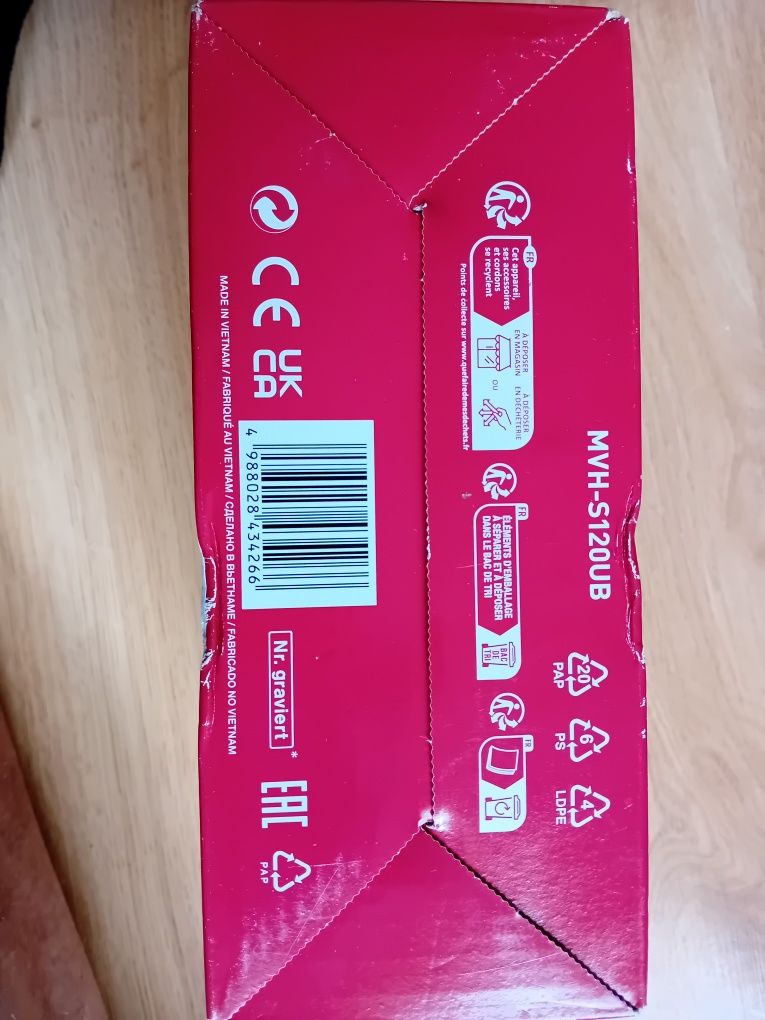 MVH-S120UB
20
PAP
6
PS
4
LDPE
FR
Cet appareil,
ses accessoires
et cordons
se recyclent
À DÉPOSER
EN MAGASIN
OU
À DÉPOSER
EN DÉCHÈTERIE
Points de collecte sur www.quefairedemesdechets.fr
FR
ÉLÉMENTS D'EMBALLAGE
À SÉPARER ET À DÉPOSER
DANS LE BAC DE TRI
BAC
DE
TRI
FR
CE
UK
CA
4 988028 434266
Nr. graviert *
EAC
PAP
MADE IN VIETNAM / FABRIQUÉ AU VIETNAM / СДЕЛАНО В ВЬЕТНАМЕ / FABRICADO NO VIETNAM